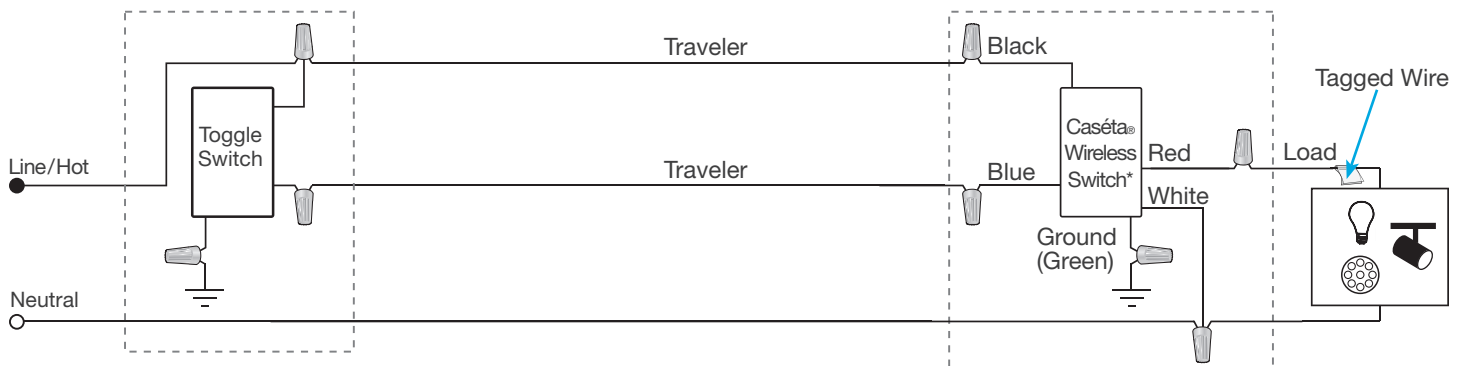 Traveler
Black
Tagged Wire
Toggle
Switch
Caséta®
Wireless
Switch*
Line/Hot
Traveler
Blue
Red
Load
White
Ground
(Green)
Neutral